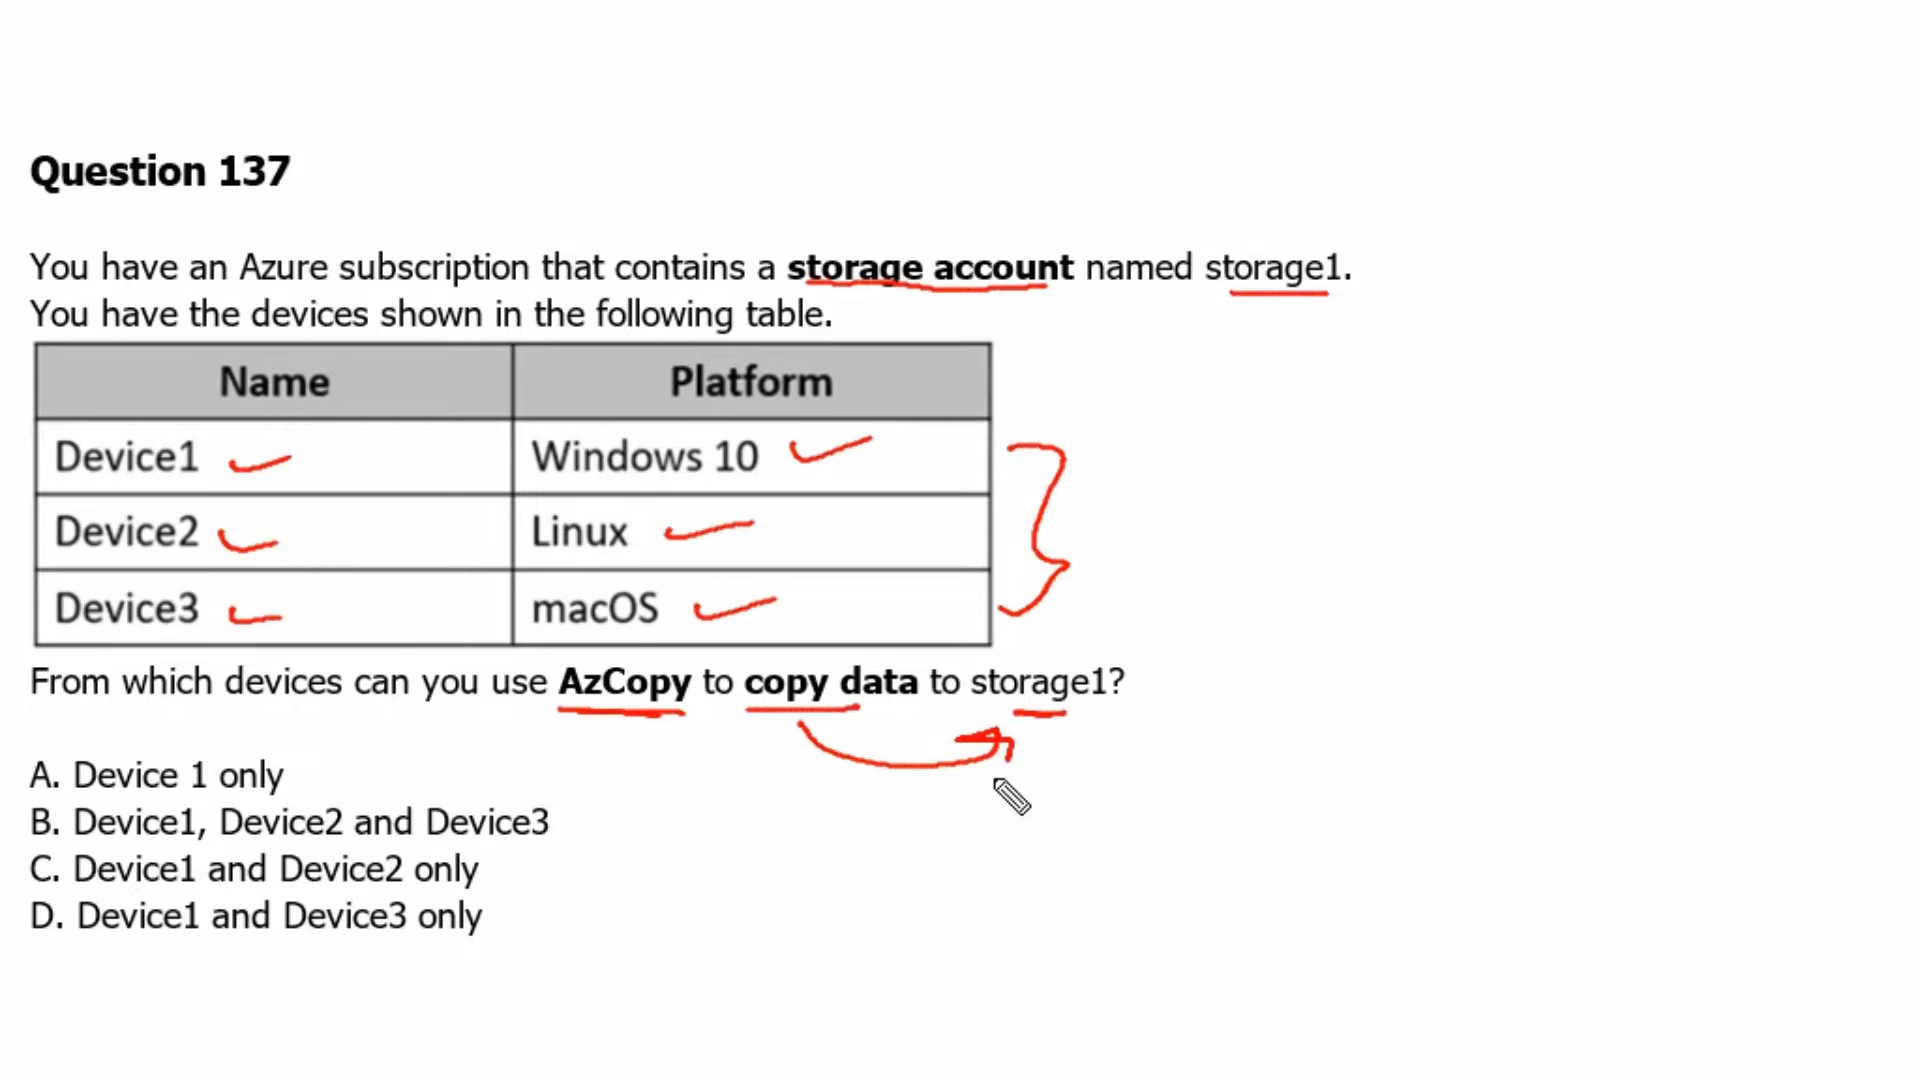 Question 137
You have an Azure subscription that contains a storage account named storage1.
You have the devices shown in the following table.
Name Platform
Device1 Windows 10
Device2 Linux
Device3 macOS
From which devices can you use AzCopy to copy data to storage1?
A. Device 1 only
B. Device1, Device2 and Device3
C. Device1 and Device2 only
D. Device1 and Device3 only